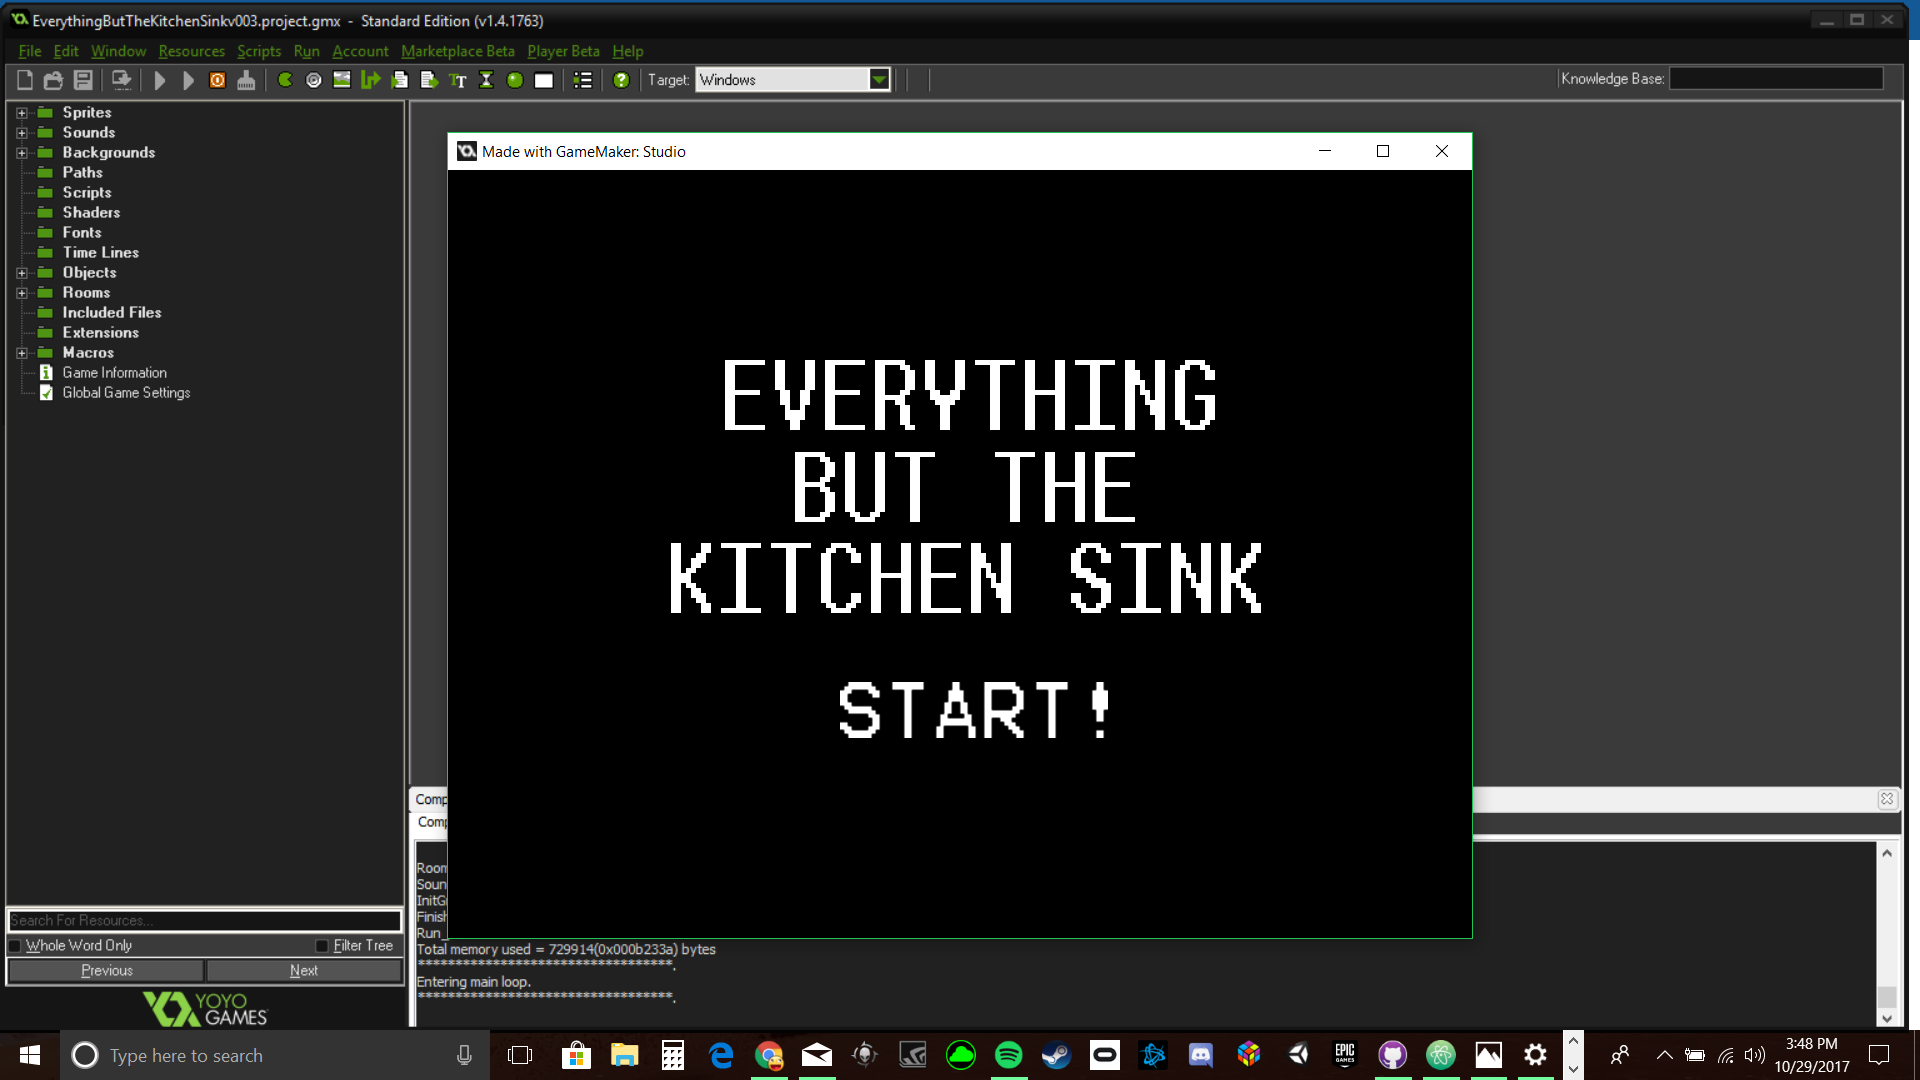 EverythingButTheKitchenSinkv003.project.gmx - Standard Edition (v1.4.1763)
File Edit Window Resources Scripts Run Account Marketplace Beta Player Beta Help
Target: Windows
Knowledge Base:
Sprites
Sounds
Backgrounds
Paths
Scripts
Shaders
Fonts
Time Lines
Objects
Rooms
Included Files
Extensions
Macros
Game Information
Global Game Settings
Search For Resources...
Whole Word Only Filter Tree
Previous Next
YOYO
GAMES
Made with GameMaker: Studio
EVERYTHING
BUT THE
KITCHEN SINK
START!
Comp
Comp
Room
Soun
InitG
Finish
Run_
Total memory used = 729914(0x000b233a) bytes
**********************************.
Entering main loop.
**********************************.
Type here to search
EPIC
GAMES
3:48 PM
10/29/2017